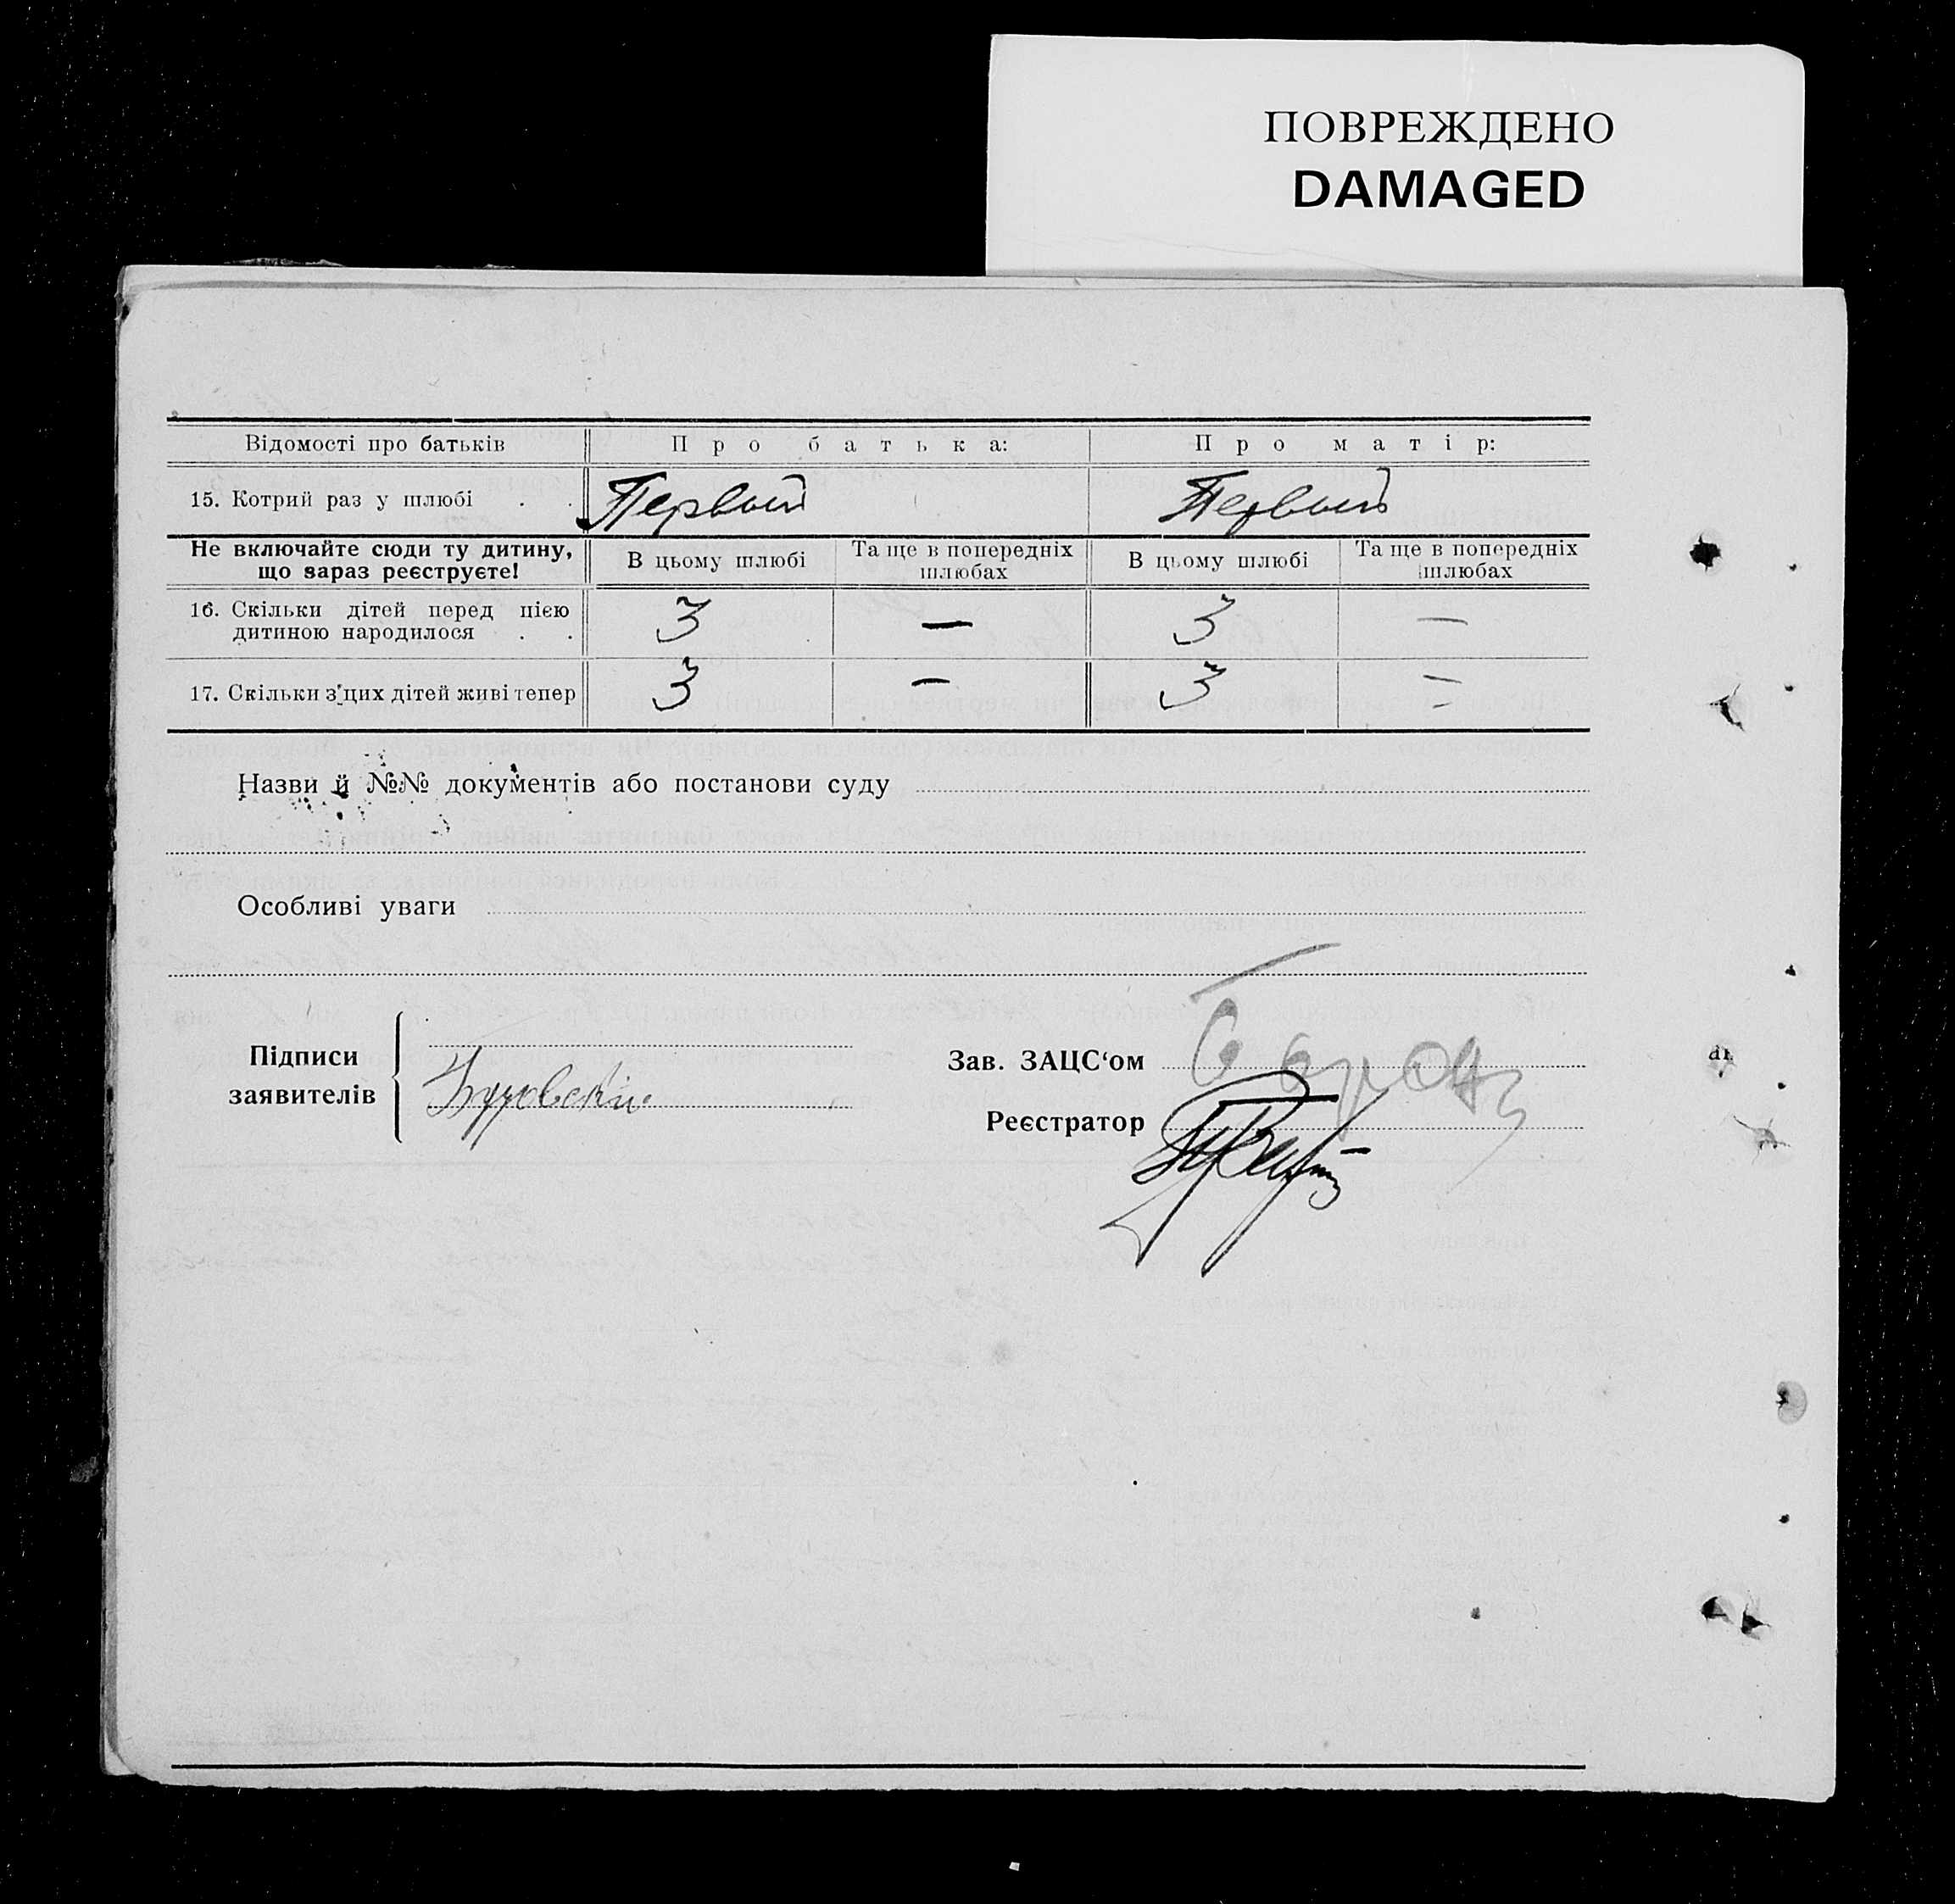 ПОВРЕЖДЕНО
DAMAGED
Відомості про батьків Про батька: Про матір:
15. Котрий раз у шлюбі . . Первый Первый
Не включайте сюди ту дитину, що зараз реєструєте! В цьому шлюбі Та ще в попередніх шлюбах В цьому шлюбі Та ще в попередніх шлюбах
16. Скільки дітей перед цією дитиною народилося . . 3 — 3 —
17. Скільки з цих дітей живі тепер 3 — 3 —
Назви й №№ документів або постанови суду
Особливі уваги
Підписи заявителів
Зав. ЗАЦС‘ом
Реєстратор